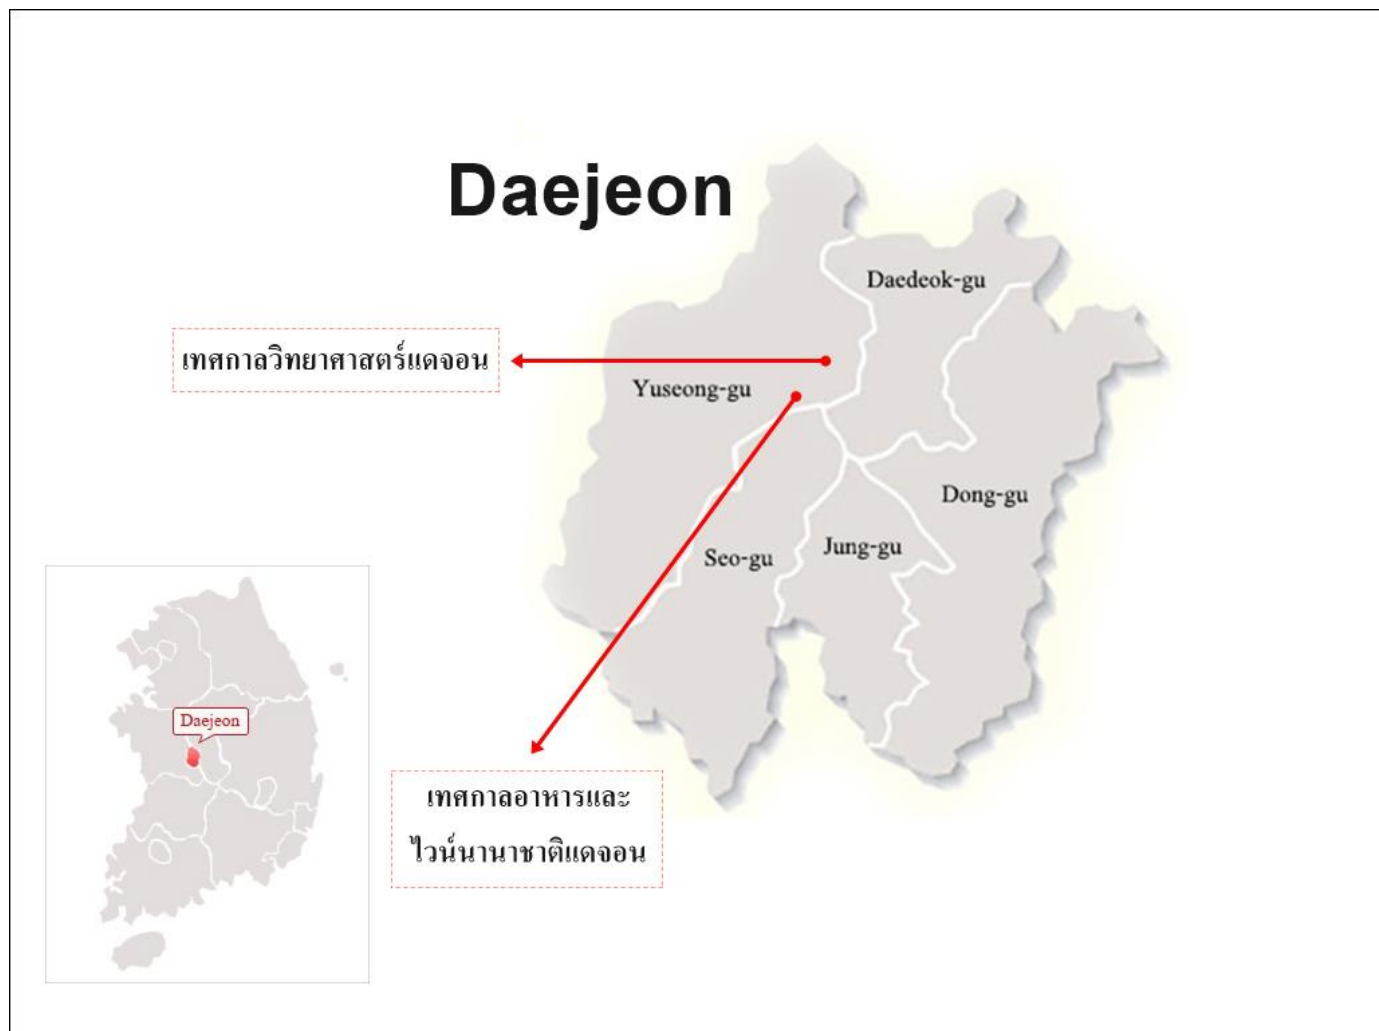 Daejeon
Daedeok-gu
เทศกาลวิทยาศาสตร์แดจอน
Yuseong-gu
Dong-gu
Jung-gu
Seo-gu
Daejeon
เทศกาลอาหารและ
ไวน์นานาชาติแดจอน